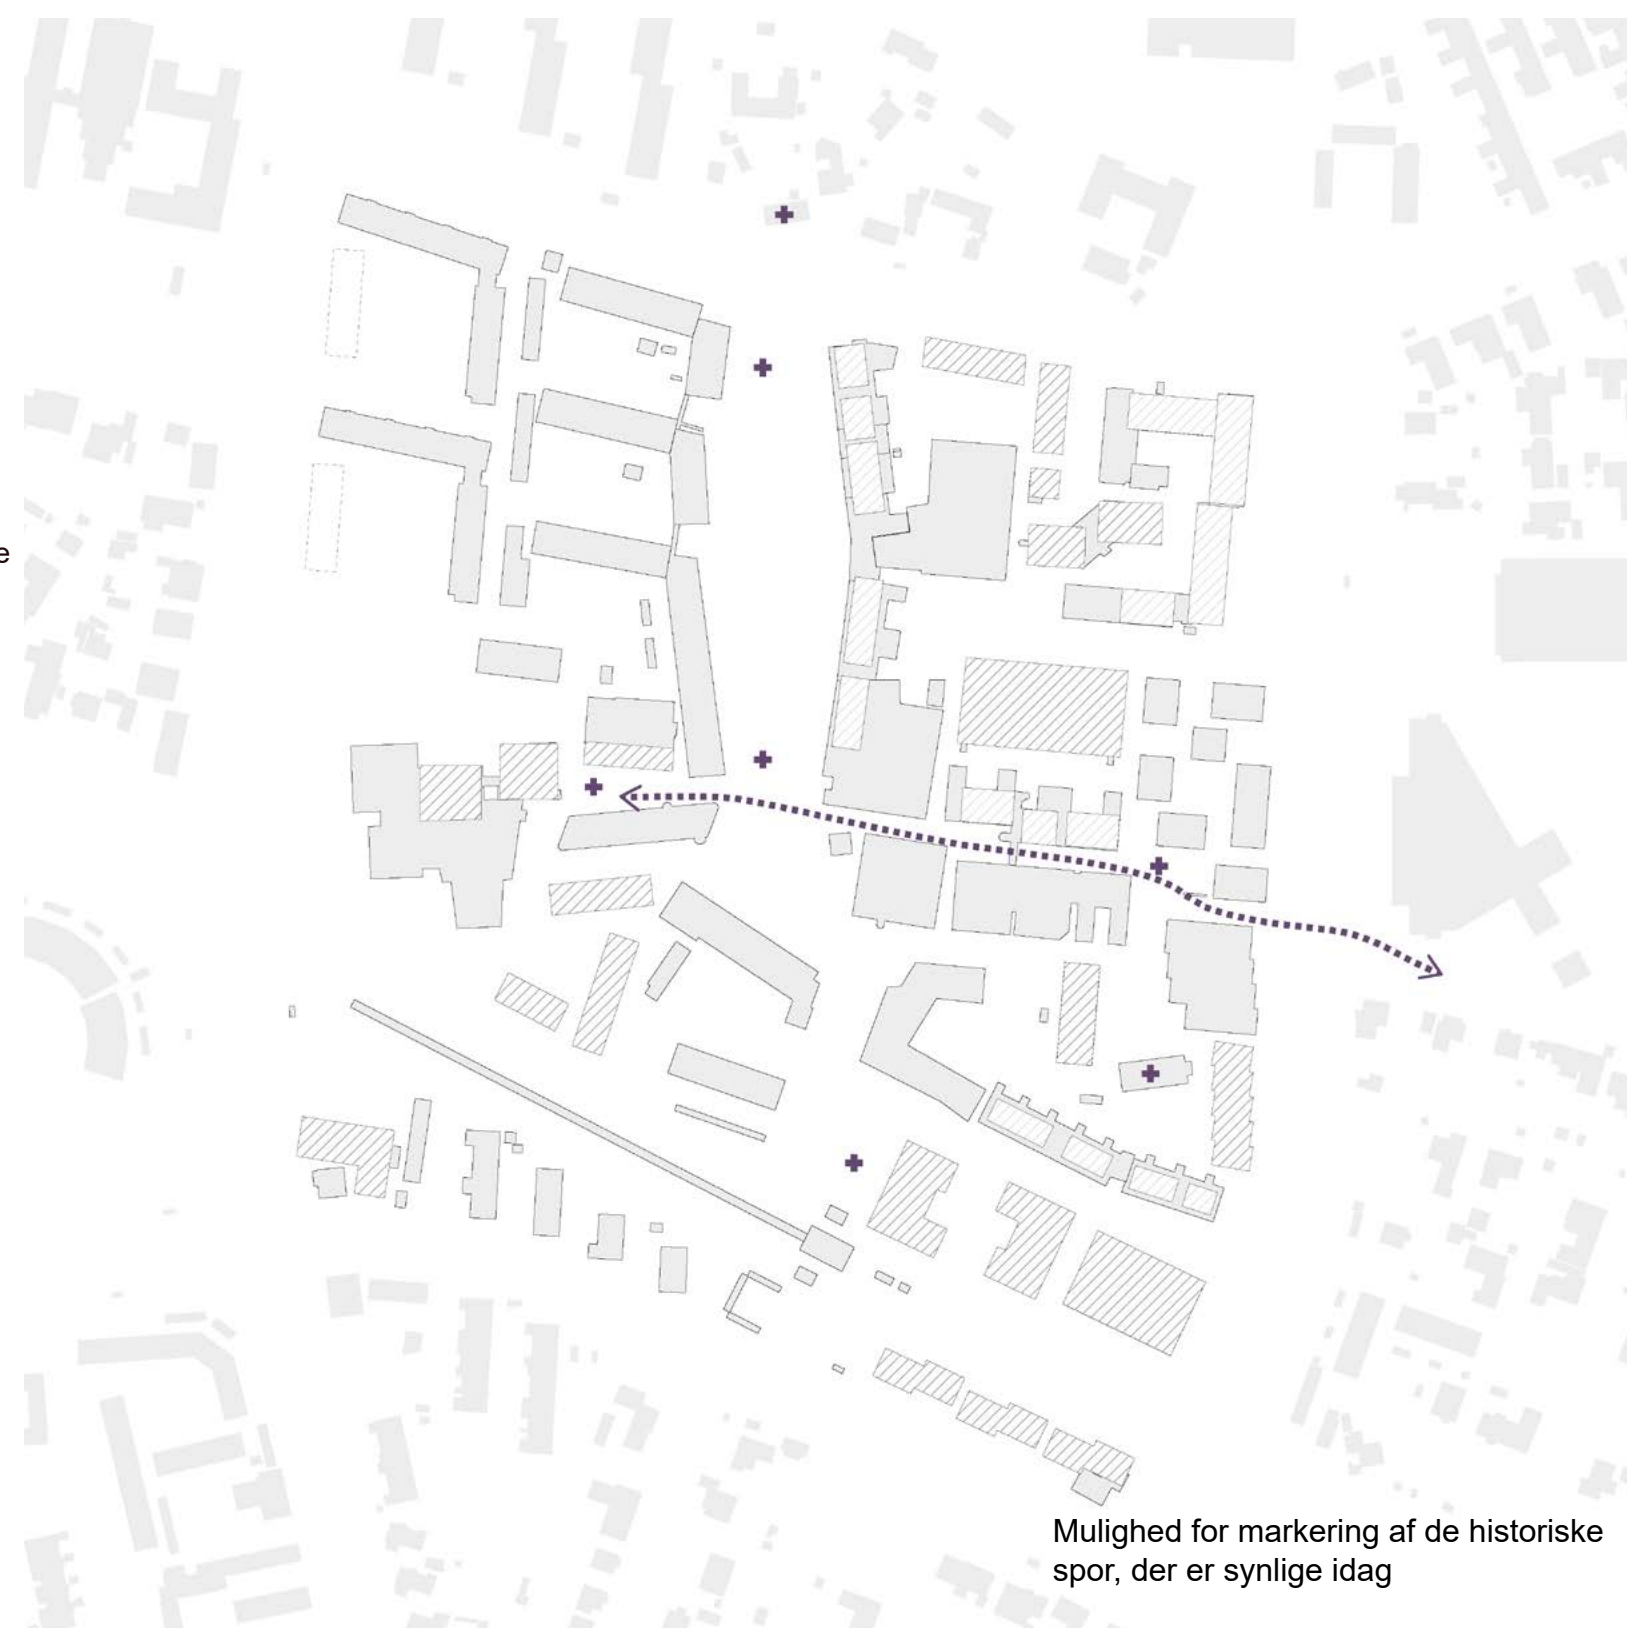 e
Mulighed for markering af de historiske
spor, der er synlige idag